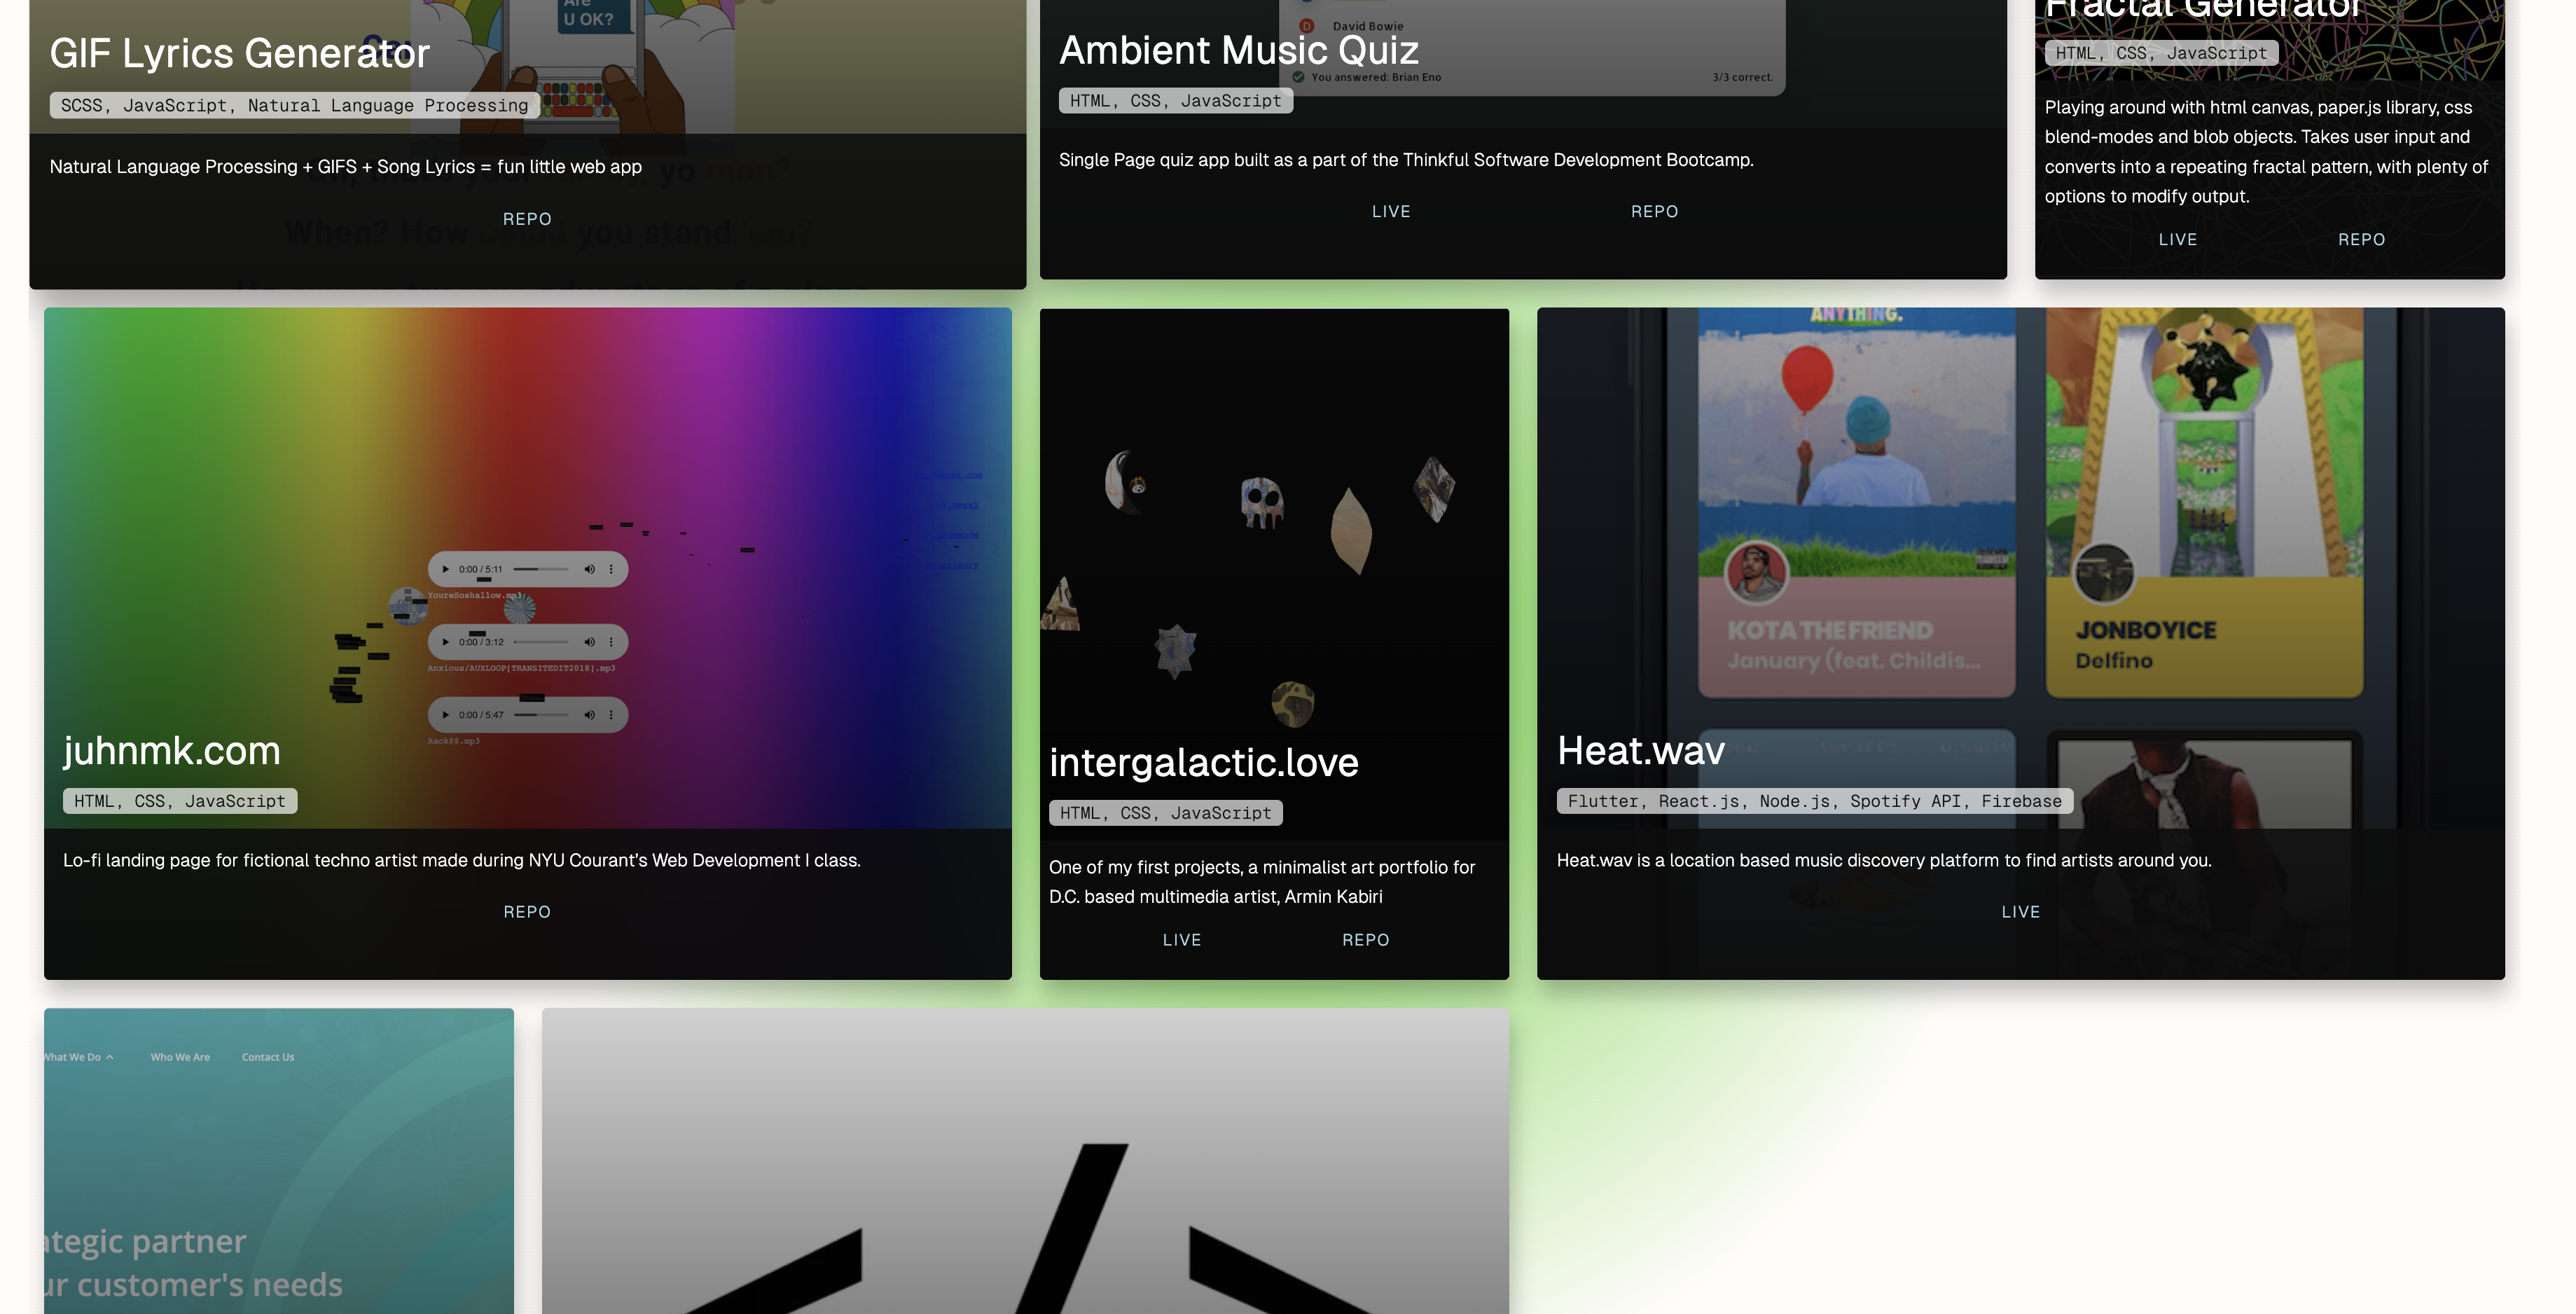 Are
U OK?
GIF Lyrics Generator
SCSS, JavaScript, Natural Language Processing
Natural Language Processing + GIFS + Song Lyrics = fun little web app
yo man?
When? How could you stand 'em?
REPO
D David Bowie
Ambient Music Quiz
You answered: Brian Eno
3/3 correct.
HTML, CSS, JavaScript
Single Page quiz app built as a part of the Thinkful Software Development Bootcamp.
LIVE REPO
Fractal Generator
HTML, CSS, JavaScript
Playing around with html canvas, paper.js library, css
blend-modes and blob objects. Takes user input and
converts into a repeating fractal pattern, with plenty of
options to modify output.
LIVE REPO
0:00 / 5:11
YoureSoshallow.mp3
0:00 / 3:12
Anxious/AUXLOOP[TRANSITEDIT2018].mp3
0:00 / 5:47
Rack$$.mp3
juhnmk.com
HTML, CSS, JavaScript
Lo-fi landing page for fictional techno artist made during NYU Courant's Web Development I class.
REPO
intergalactic.love
HTML, CSS, JavaScript
One of my first projects, a minimalist art portfolio for
D.C. based multimedia artist, Armin Kabiri
LIVE REPO
ANYTHING.
KOTA THE FRIEND
January (feat. Childis...
JONBOYICE
Delfino
Heat.wav
Flutter, React.js, Node.js, Spotify API, Firebase
Heat.wav is a location based music discovery platform to find artists around you.
LIVE
What We Do Who We Are Contact Us
ategic partner
ur customer's needs